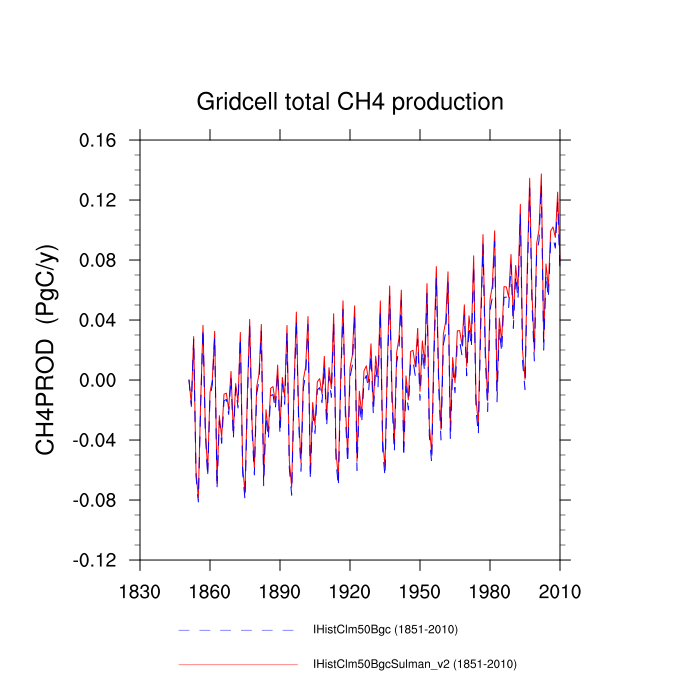 Gridcell total CH4 production
CH4PROD (PgC/y)
0.16
0.12
0.08
0.04
0.00
-0.04
-0.08
-0.12
1830 1860 1890 1920 1950 1980 2010
IHistClm50Bgc (1851-2010)
IHistClm50BgcSulman_v2 (1851-2010)